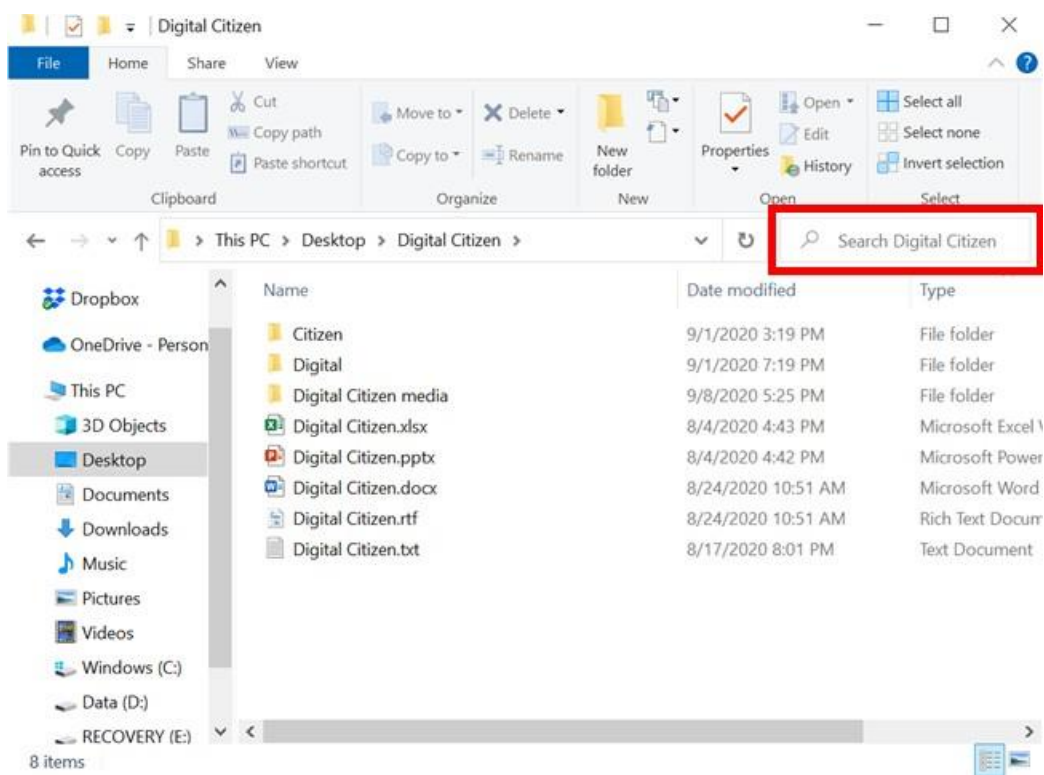 Digital Citizen
File Home Share View
Pin to Quick access
Copy
Paste
Cut
Copy path
Paste shortcut
Clipboard
Move to
Copy to
Delete
Rename
Organize
New folder
New
Properties
Open
Edit
History
Open
Select all
Select none
Invert selection
Select
This PC > Desktop > Digital Citizen >
Search Digital Citizen
Dropbox
OneDrive - Person
This PC
3D Objects
Desktop
Documents
Downloads
Music
Pictures
Videos
Windows (C:)
Data (D:)
RECOVERY (E:)
Name Date modified Type
Citizen 9/1/2020 3:19 PM File folder
Digital 9/1/2020 7:19 PM File folder
Digital Citizen media 9/8/2020 5:25 PM File folder
Digital Citizen.xlsx 8/4/2020 4:43 PM Microsoft Excel
Digital Citizen.pptx 8/4/2020 4:42 PM Microsoft Power
Digital Citizen.docx 8/24/2020 10:51 AM Microsoft Word
Digital Citizen.rtf 8/24/2020 10:51 AM Rich Text Docum
Digital Citizen.txt 8/17/2020 8:01 PM Text Document
8 items